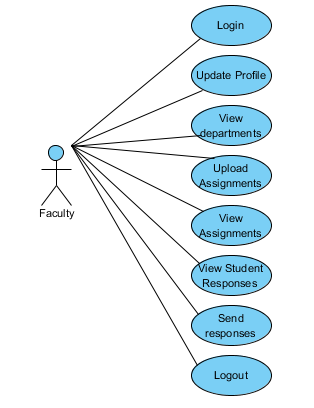 Login
Update Profile
View
departments
Upload
Assignments
Faculty
View
Assignments
View Student
Responses
Send
responses
Logout